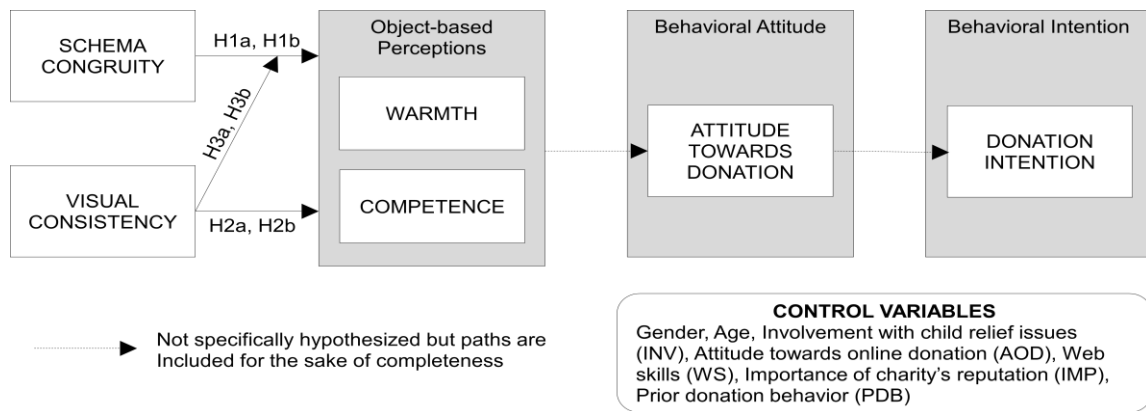 SCHEMA
CONGRUITY
H1a, H1b
H3a, H3b
VISUAL
CONSISTENCY
H2a, H2b
Object-based
Perceptions
WARMTH
COMPETENCE
Behavioral Attitude
ATTITUDE
TOWARDS
DONATION
Behavioral Intention
DONATION
INTENTION
Not specifically hypothesized but paths are
Included for the sake of completeness
CONTROL VARIABLES
Gender, Age, Involvement with child relief issues
(INV), Attitude towards online donation (AOD), Web
skills (WS), Importance of charity's reputation (IMP),
Prior donation behavior (PDB)